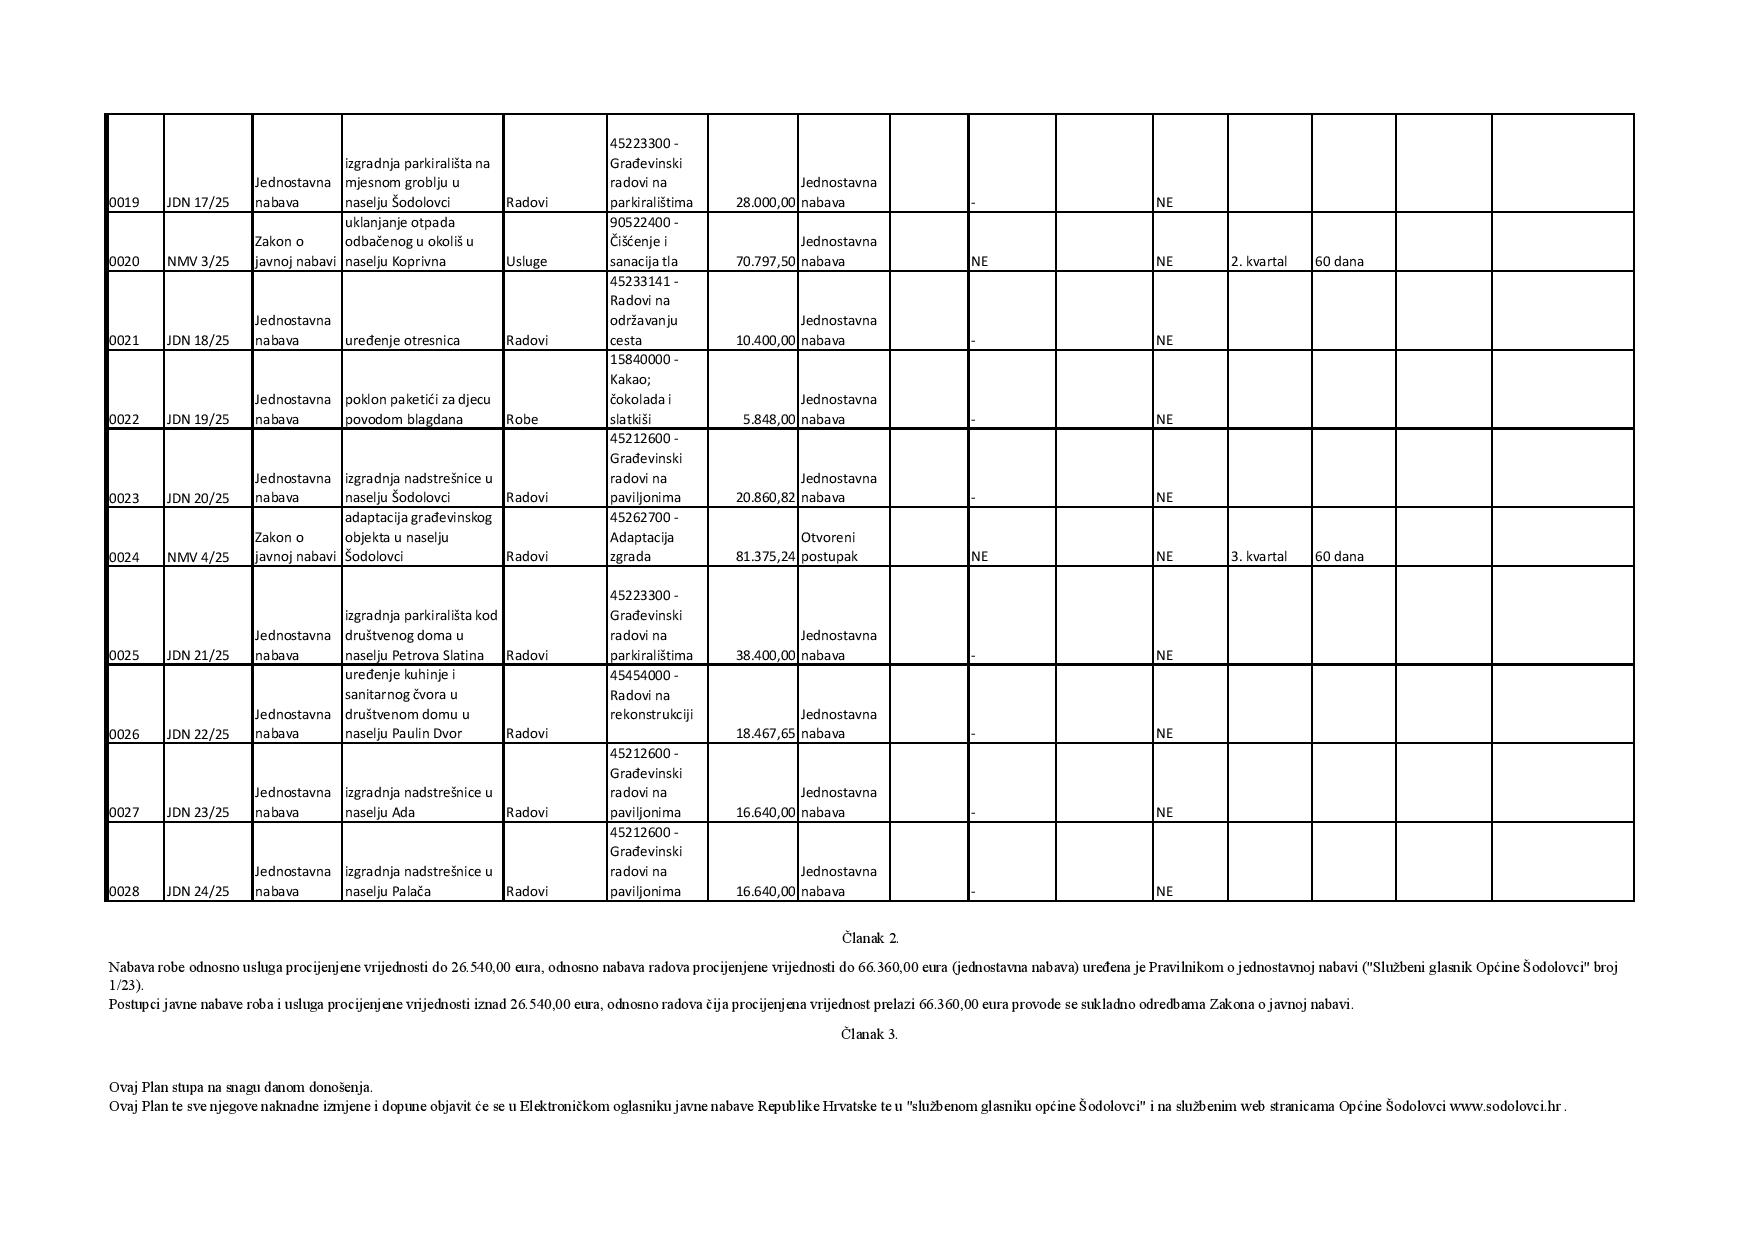 0019 JDN 17/25 Jednostavna nabava izgradnja parkirališta na mjesnom groblju u naselju Šodolovci Radovi 45223300 - Građevinski radovi na parkiralištima 28.000,00 Jednostavna nabava - NE
0020 NMV 3/25 Zakon o javnoj nabavi uklanjanje otpada odbačenog u okoliš u naselju Koprivna Usluge 90522400 - Čišćenje i sanacija tla 70.797,50 Jednostavna nabava NE NE 2. kvartal 60 dana
0021 JDN 18/25 Jednostavna nabava uređenje otresnica Radovi 45233141 - Radovi na održavanju cesta 10.400,00 Jednostavna nabava - NE
0022 JDN 19/25 Jednostavna nabava poklon paketići za djecu povodom blagdana Robe 15840000 - Kakao; čokolada i slatkiši 5.848,00 Jednostavna nabava - NE
0023 JDN 20/25 Jednostavna nabava izgradnja nadstrešnice u naselju Šodolovci Radovi 45212600 - Građevinski radovi na paviljonima 20.860,82 Jednostavna nabava - NE
0024 NMV 4/25 Zakon o javnoj nabavi adaptacija građevinskog objekta u naselju Šodolovci Radovi 45262700 - Adaptacija zgrada 81.375,24 Otvoreni postupak NE NE 3. kvartal 60 dana
0025 JDN 21/25 Jednostavna nabava izgradnja parkirališta kod društvenog doma u naselju Petrova Slatina Radovi 45223300 - Građevinski radovi na parkiralištima 38.400,00 Jednostavna nabava - NE
0026 JDN 22/25 Jednostavna nabava uređenje kuhinje i sanitarnog čvora u društvenom domu u naselju Paulin Dvor Radovi 45454000 - Radovi na rekonstrukciji 18.467,65 Jednostavna nabava - NE
0027 JDN 23/25 Jednostavna nabava izgradnja nadstrešnice u naselju Ada Radovi 45212600 - Građevinski radovi na paviljonima 16.640,00 Jednostavna nabava - NE
0028 JDN 24/25 Jednostavna nabava izgradnja nadstrešnice u naselju Palača Radovi 45212600 - Građevinski radovi na paviljonima 16.640,00 Jednostavna nabava - NE
Članak 2.
Nabava robe odnosno usluga procijenjene vrijednosti do 26.540,00 eura, odnosno nabava radova procijenjene vrijednosti do 66.360,00 eura (jednostavna nabava) uređena je Pravilnikom o jednostavnoj nabavi ("Službeni glasnik Općine Šodolovci" broj
1/23).
Postupci javne nabave roba i usluga procijenjene vrijednosti iznad 26.540,00 eura, odnosno radova čija procijenjena vrijednost prelazi 66.360,00 eura provode se sukladno odredbama Zakona o javnoj nabavi.
Članak 3.
Ovaj Plan stupa na snagu danom donošenja.
Ovaj Plan te sve njegove naknadne izmjene i dopune objavit će se u Elektroničkom oglasniku javne nabave Republike Hrvatske te u "službenom glasniku općine Šodolovci" i na službenim web stranicama Općine Šodolovci www.sodolovci.hr .